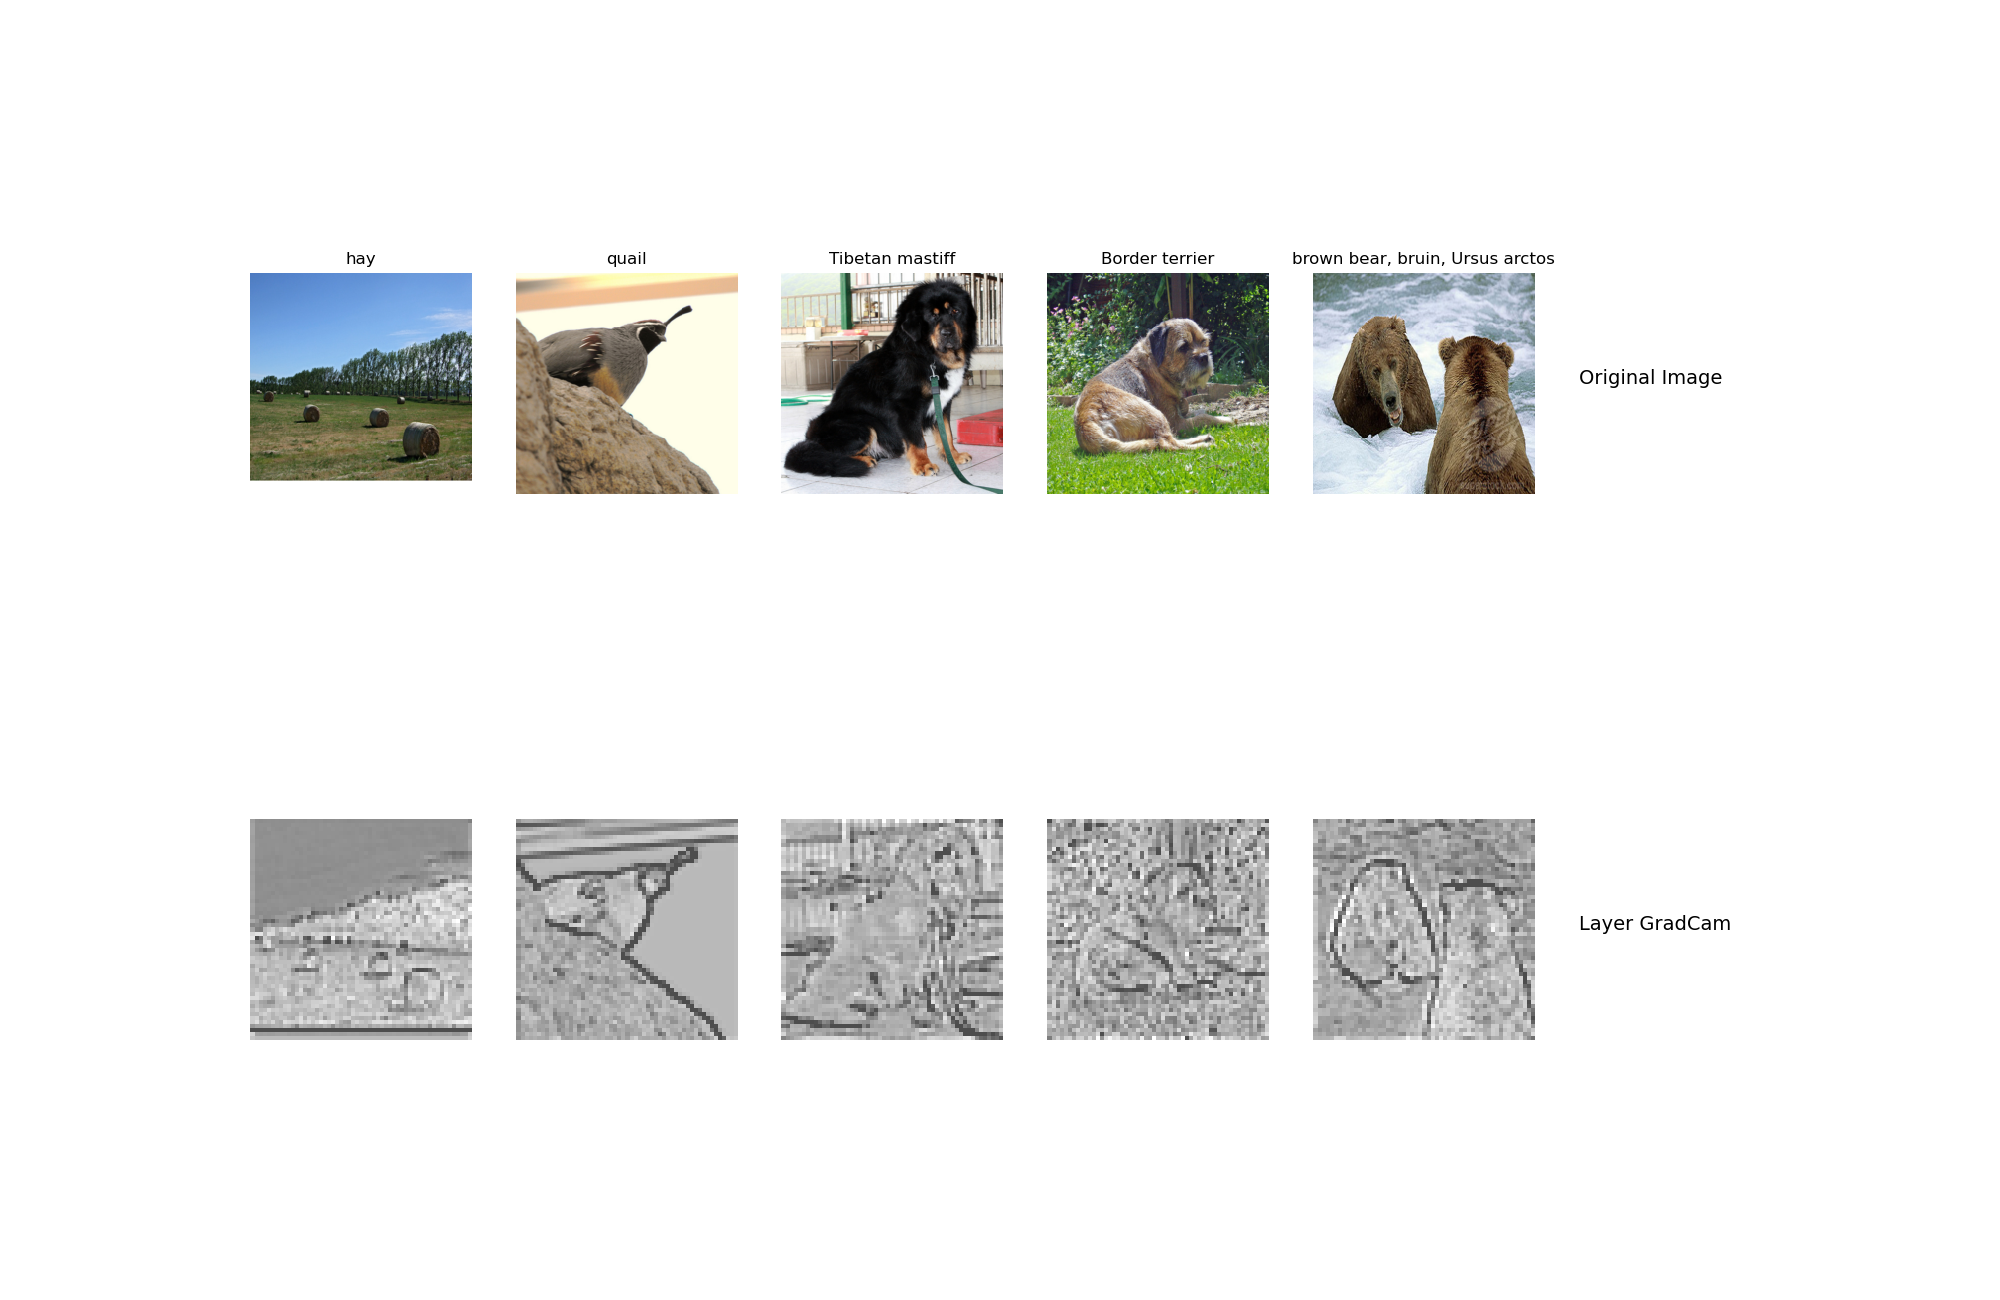 hay
quail
Tibetan mastiff
Border terrier
brown bear, bruin, Ursus arctos
Original Image
Layer GradCam